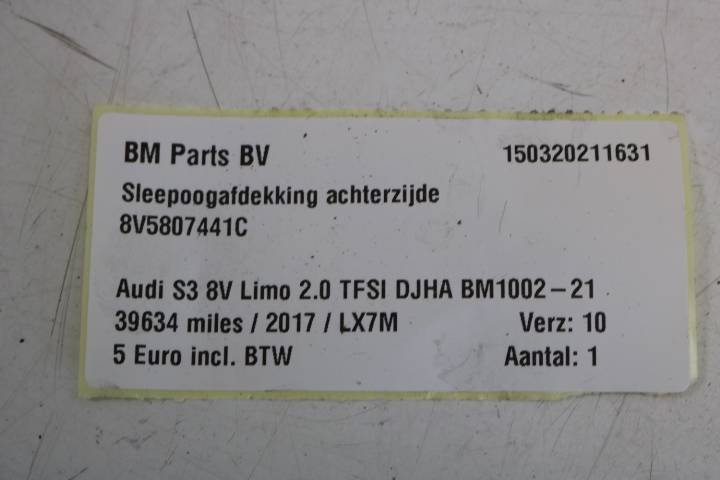 BM Parts BV 150320211631
Sleepoogafdekking achterzijde
8V5807441C
Audi S3 8V Limo 2.0 TFSI DJHA BM1002-21
39634 miles / 2017 / LX7M Verz: 10
5 Euro incl. BTW Aantal: 1